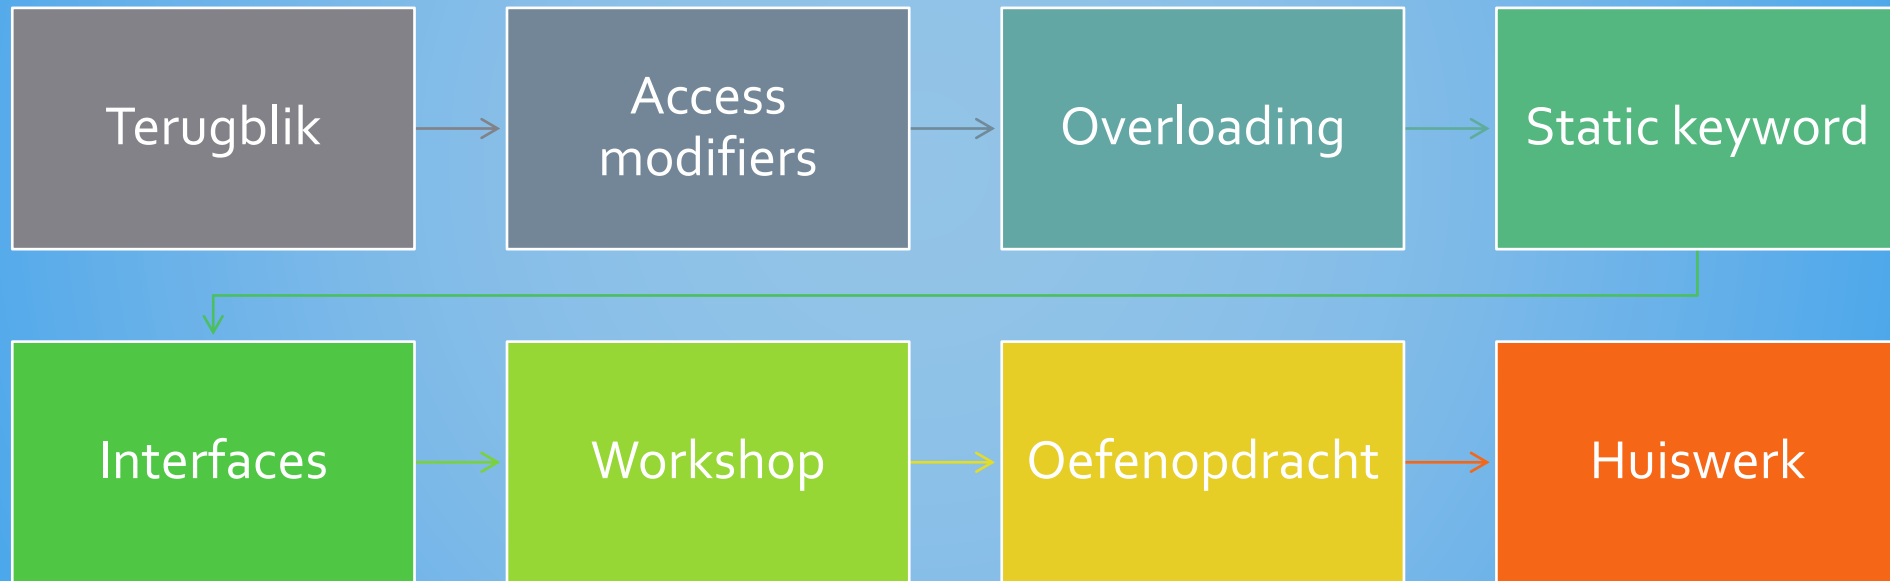 Terugblik
Access
modifiers
Overloading
Static keyword
Interfaces
Workshop
Oefenopdracht
Huiswerk